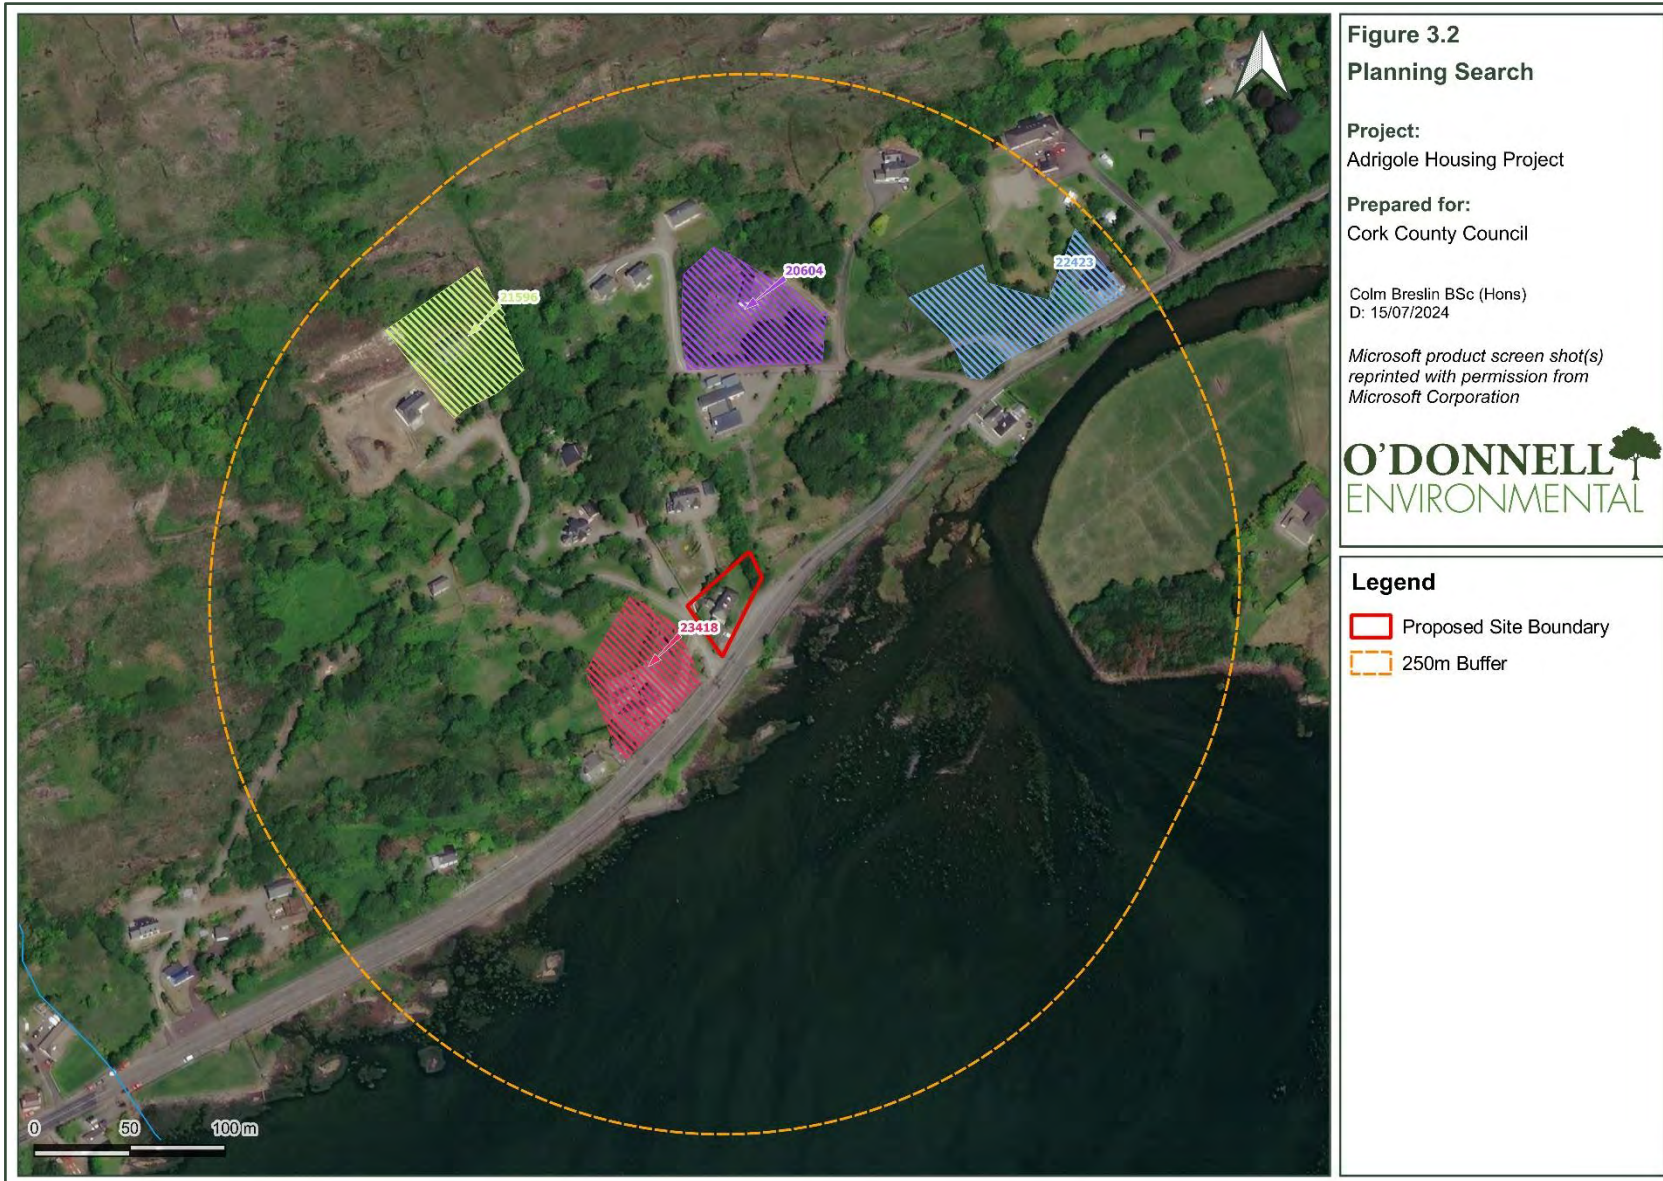 Figure 3.2
Planning Search
Project:
Adrigole Housing Project
Prepared for:
Cork County Council
Colm Breslin BSc (Hons)
D: 15/07/2024
Microsoft product screen shot(s)
reprinted with permission from
Microsoft Corporation
O'DONNELL
ENVIRONMENTAL
Legend
Proposed Site Boundary
250m Buffer
22423
20604
21596
23418
0 50 100 m